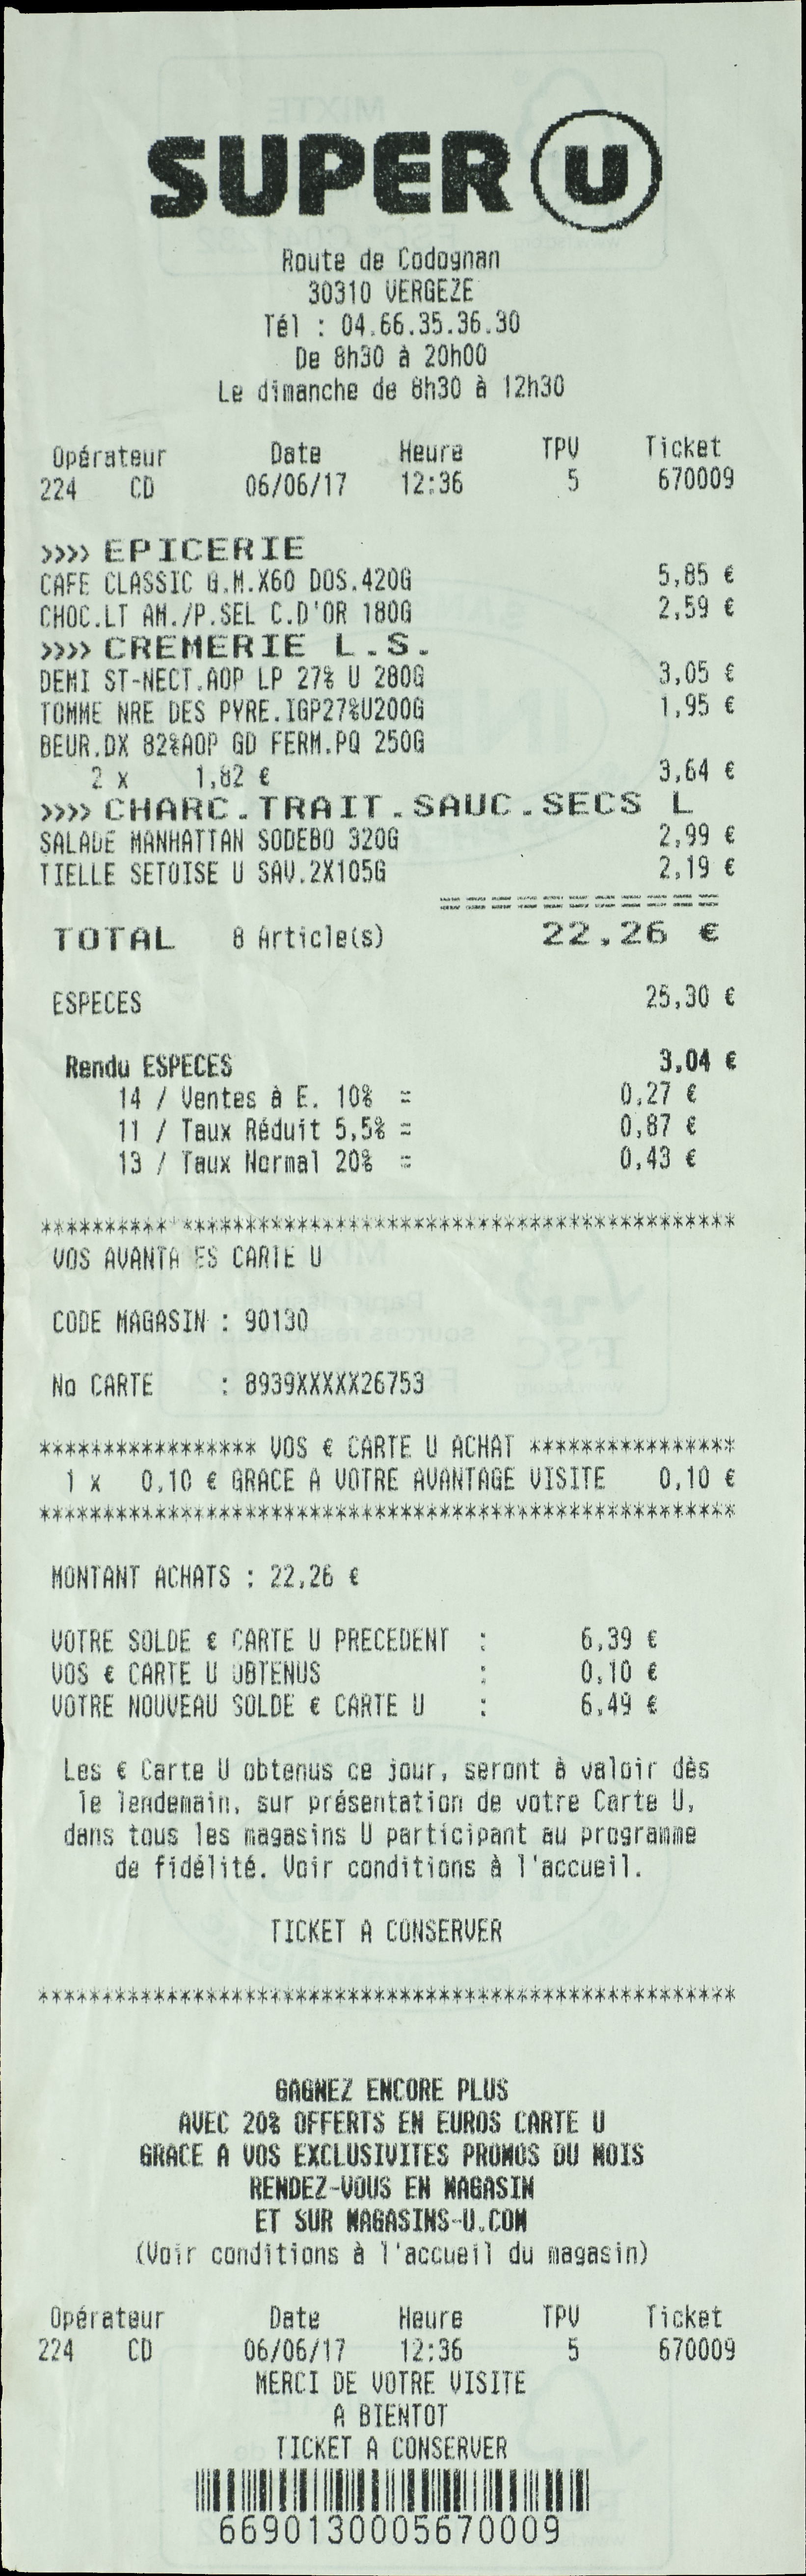 SUPER U
Route de Codognan
30310 VERGEZE
Tél : 04.66.35.36.30
De 8h30 à 20h00
Le dimanche de 8h30 à 12h30
Opérateur Date Heure TPV Ticket
224 CD 06/06/17 12:36 5 670009
>>>> EPICERIE
CAFE CLASSIC G.M.X60 DOS.420G 5,85 €
CHOC.LT AM./P.SEL C.D'OR 180G 2,59 €
>>>> CREMERIE L.S.
DEMI ST-NECT.AOP LP 27% U 280G 3,05 €
TOMME NRE DES PYRE.IGP27%U200G 1,95 €
BEUR.DX 82%AOP GD FERM.PQ 250G
2 x 1,82 € 3,64 €
>>>> CHARC.TRAIT.SAUC.SECS L
SALADE MANHATTAN SODEBO 320G 2,99 €
TIELLE SETOISE U SAV.2X105G 2,19 €
TOTAL 8 Article(s) 22,26 €
ESPECES 25,30 €
Rendu ESPECES 3,04 €
14 / Ventes à E. 10% = 0,27 €
11 / Taux Réduit 5,5% = 0,87 €
13 / Taux Normal 20% = 0,43 €
******************************************************
VOS AVANTA ES CARTE U
CODE MAGASIN : 90130
No CARTE : 8939XXXXX26753
***************** VOS € CARTE U ACHAT ****************
1 x 0,10 € GRACE A VOTRE AVANTAGE VISITE 0,10 €
******************************************************
MONTANT ACHATS : 22,26 €
VOTRE SOLDE € CARTE U PRECEDENT : 6,39 €
VOS € CARTE U OBTENUS : 0,10 €
VOTRE NOUVEAU SOLDE € CARTE U : 6,49 €
Les € Carte U obtenus ce jour, seront à valoir dès
le lendemain, sur présentation de votre Carte U,
dans tous les magasins U participant au programme
de fidélité. Voir conditions à l'accueil.
TICKET A CONSERVER
******************************************************
GAGNEZ ENCORE PLUS
AVEC 20% OFFERTS EN EUROS CARTE U
GRACE A VOS EXCLUSIVITES PROMOS DU MOIS
RENDEZ-VOUS EN MAGASIN
ET SUR MAGASINS-U.COM
(Voir conditions à l'accueil du magasin)
Opérateur Date Heure TPV Ticket
224 CD 06/06/17 12:36 5 670009
MERCI DE VOTRE VISITE
A BIENTOT
TICKET A CONSERVER
6690130005670009